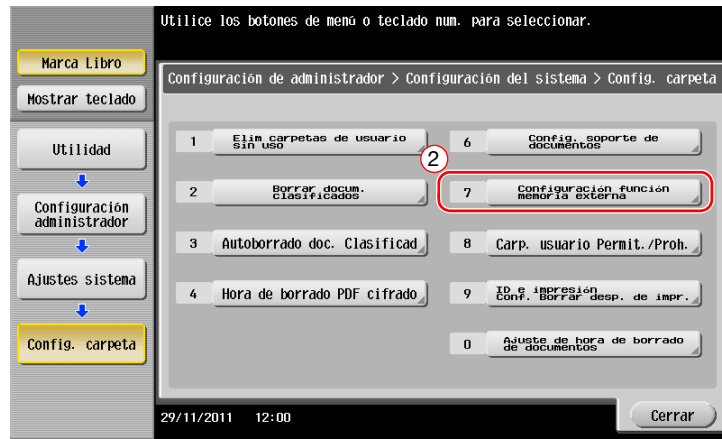 Utilice los botones de menú o teclado num. para seleccionar.
Marca Libro
Mostrar teclado
Utilidad
Configuración
administrador
Ajustes sistema
Config. carpeta
Configuración de administrador > Configuración del sistema > Config. carpeta
1 Elim carpetas de usuario
sin uso
2 Borrar docum.
clasificados
3 Autoborrado doc. Clasificad
4 Hora de borrado PDF cifrado
6 Config. soporte de
documentos
2
7 Configuración función
memoria externa
8 Carp. usuario Permit./Proh.
9 ID e impresión
Conf. Borrar desp. de impr.
0 Ajuste de hora de borrado
de documentos
29/11/2011 12:00
Cerrar